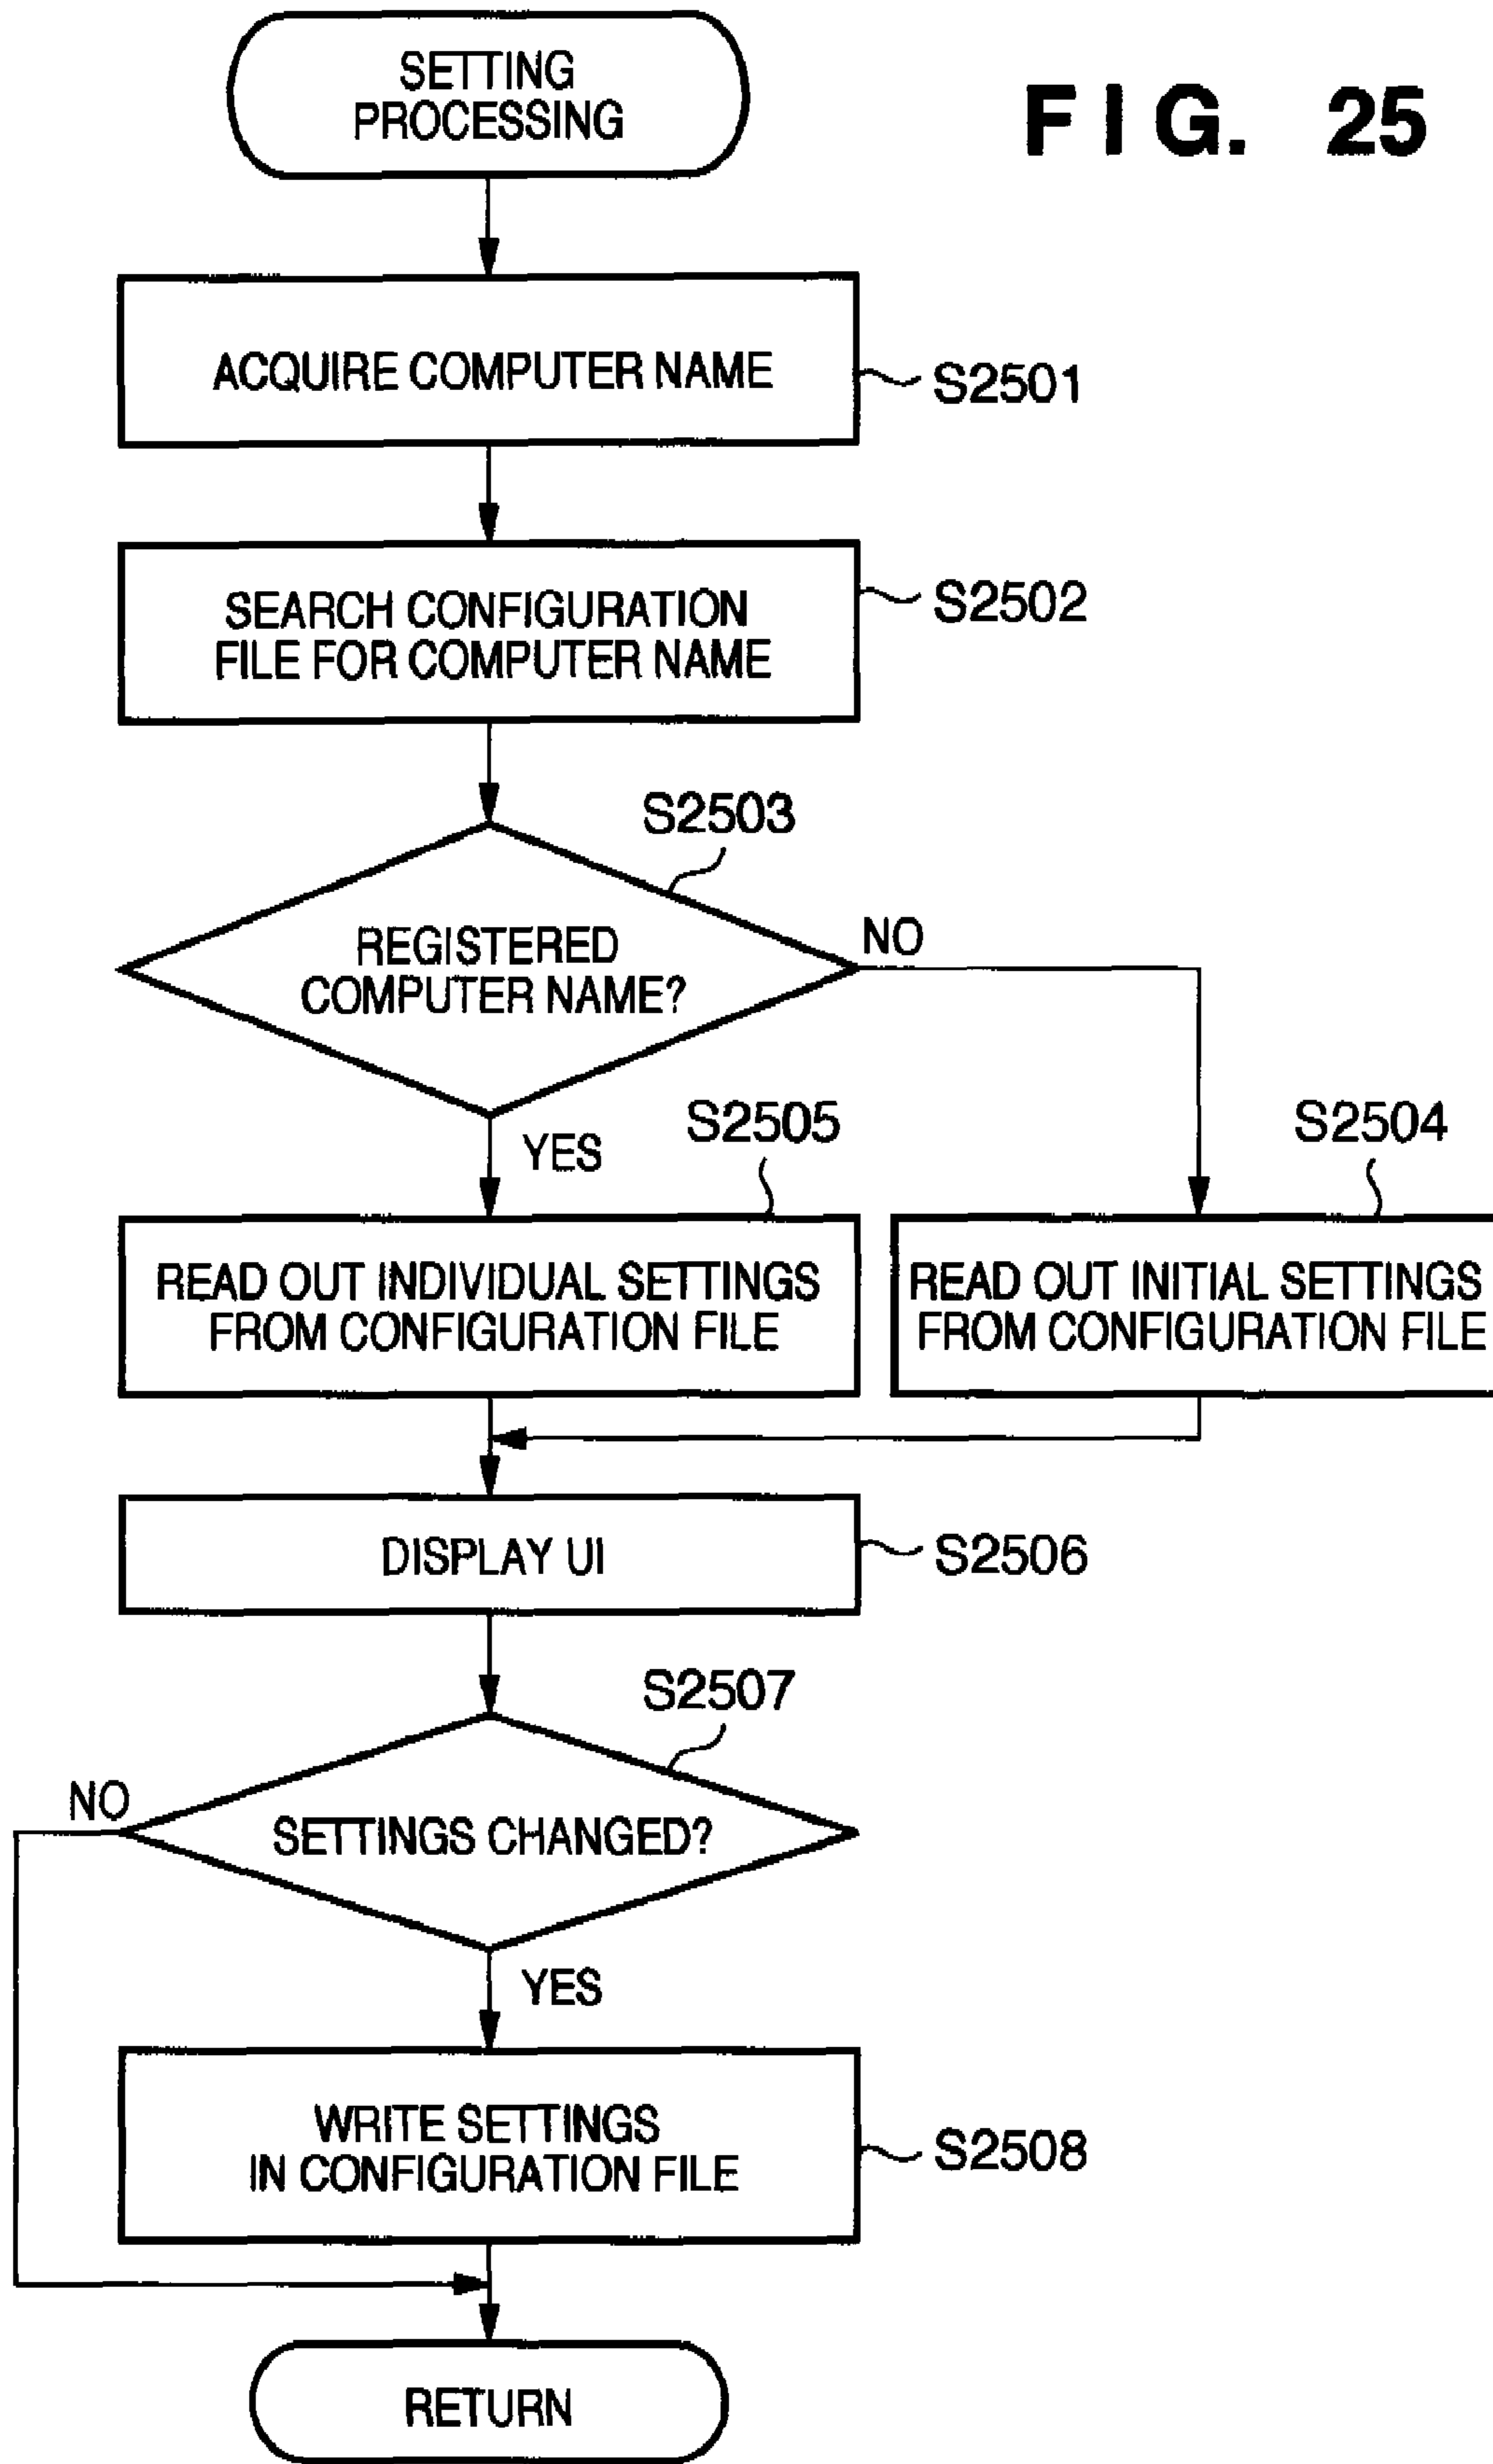 SETTING
PROCESSING
FIG. 25
ACQUIRE COMPUTER NAME
S2501
SEARCH CONFIGURATION
FILE FOR COMPUTER NAME
S2502
S2503
REGISTERED
COMPUTER NAME?
NO
YES
S2505
S2504
READ OUT INDIVIDUAL SETTINGS
FROM CONFIGURATION FILE
READ OUT INITIAL SETTINGS
FROM CONFIGURATION FILE
DISPLAY UI
S2506
S2507
NO
SETTINGS CHANGED?
YES
WRITE SETTINGS
IN CONFIGURATION FILE
S2508
RETURN